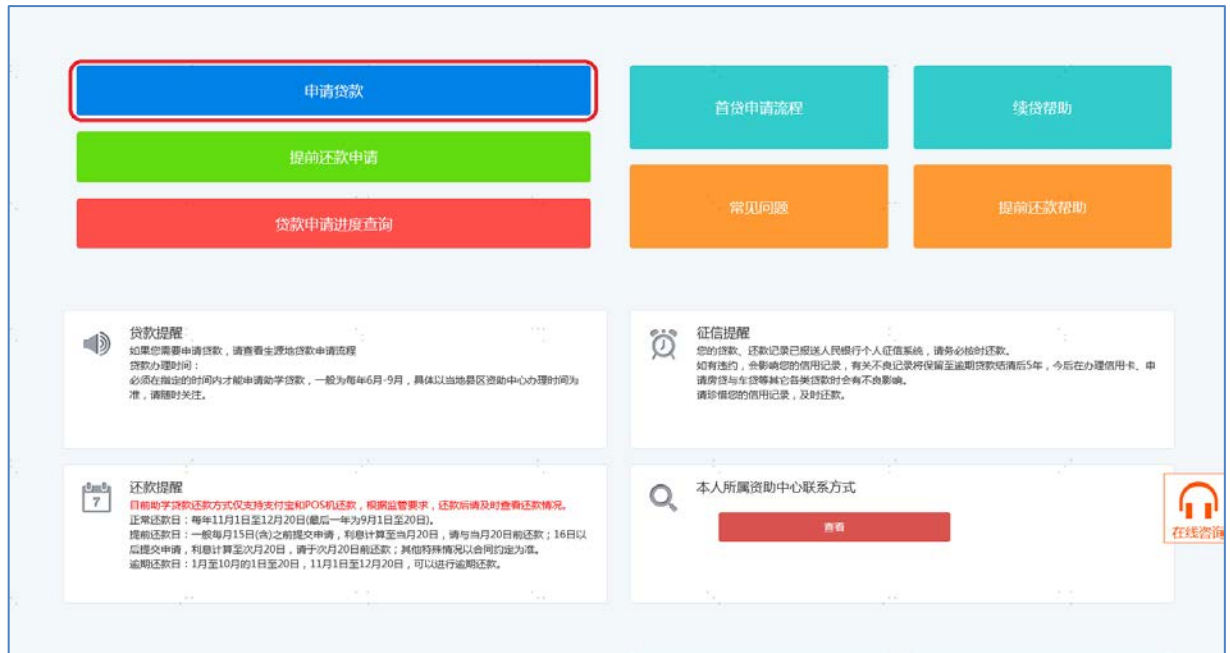 申请贷款
提前还款申请
贷款申请进度查询
首贷申请流程
续贷帮助
常见问题
提前还款帮助
贷款提醒
如果您需要申请贷款，请查看生源地贷款申请流程
贷款办理时间：
必须在指定的时间内才能申请助学贷款，一般为每年6月-9月，具体以当地县区资助中心办理时间为
准，请随时关注。
征信提醒
您的贷款、还款记录已报送人民银行个人征信系统，请务必按时还款。
如有违约，会影响您的信用记录，有关不良记录将保留至逾期贷款结清后5年，今后在办理信用卡、申
请房贷与车贷等其它各类贷款时会有不良影响。
请珍惜您的信用记录，及时还款。
7
还款提醒
目前助学贷款还款方式仅支持支付宝和POS机还款，根据监管要求，还款后请及时查看还款情况。
正常还款日：每年11月1日至12月20日(最后一年为9月1日至20日)。
提前还款日：一般每月15日(含)之前提交申请，利息计算至当月20日，请与当月20日前还款；16日以
后提交申请，利息计算至次月20日，请于次月20日前还款；其他特殊情况以合同约定为准。
逾期还款日：1月至10月的1日至20日，11月1日至12月20日，可以进行逾期还款。
本人所属资助中心联系方式
查看
在线咨询